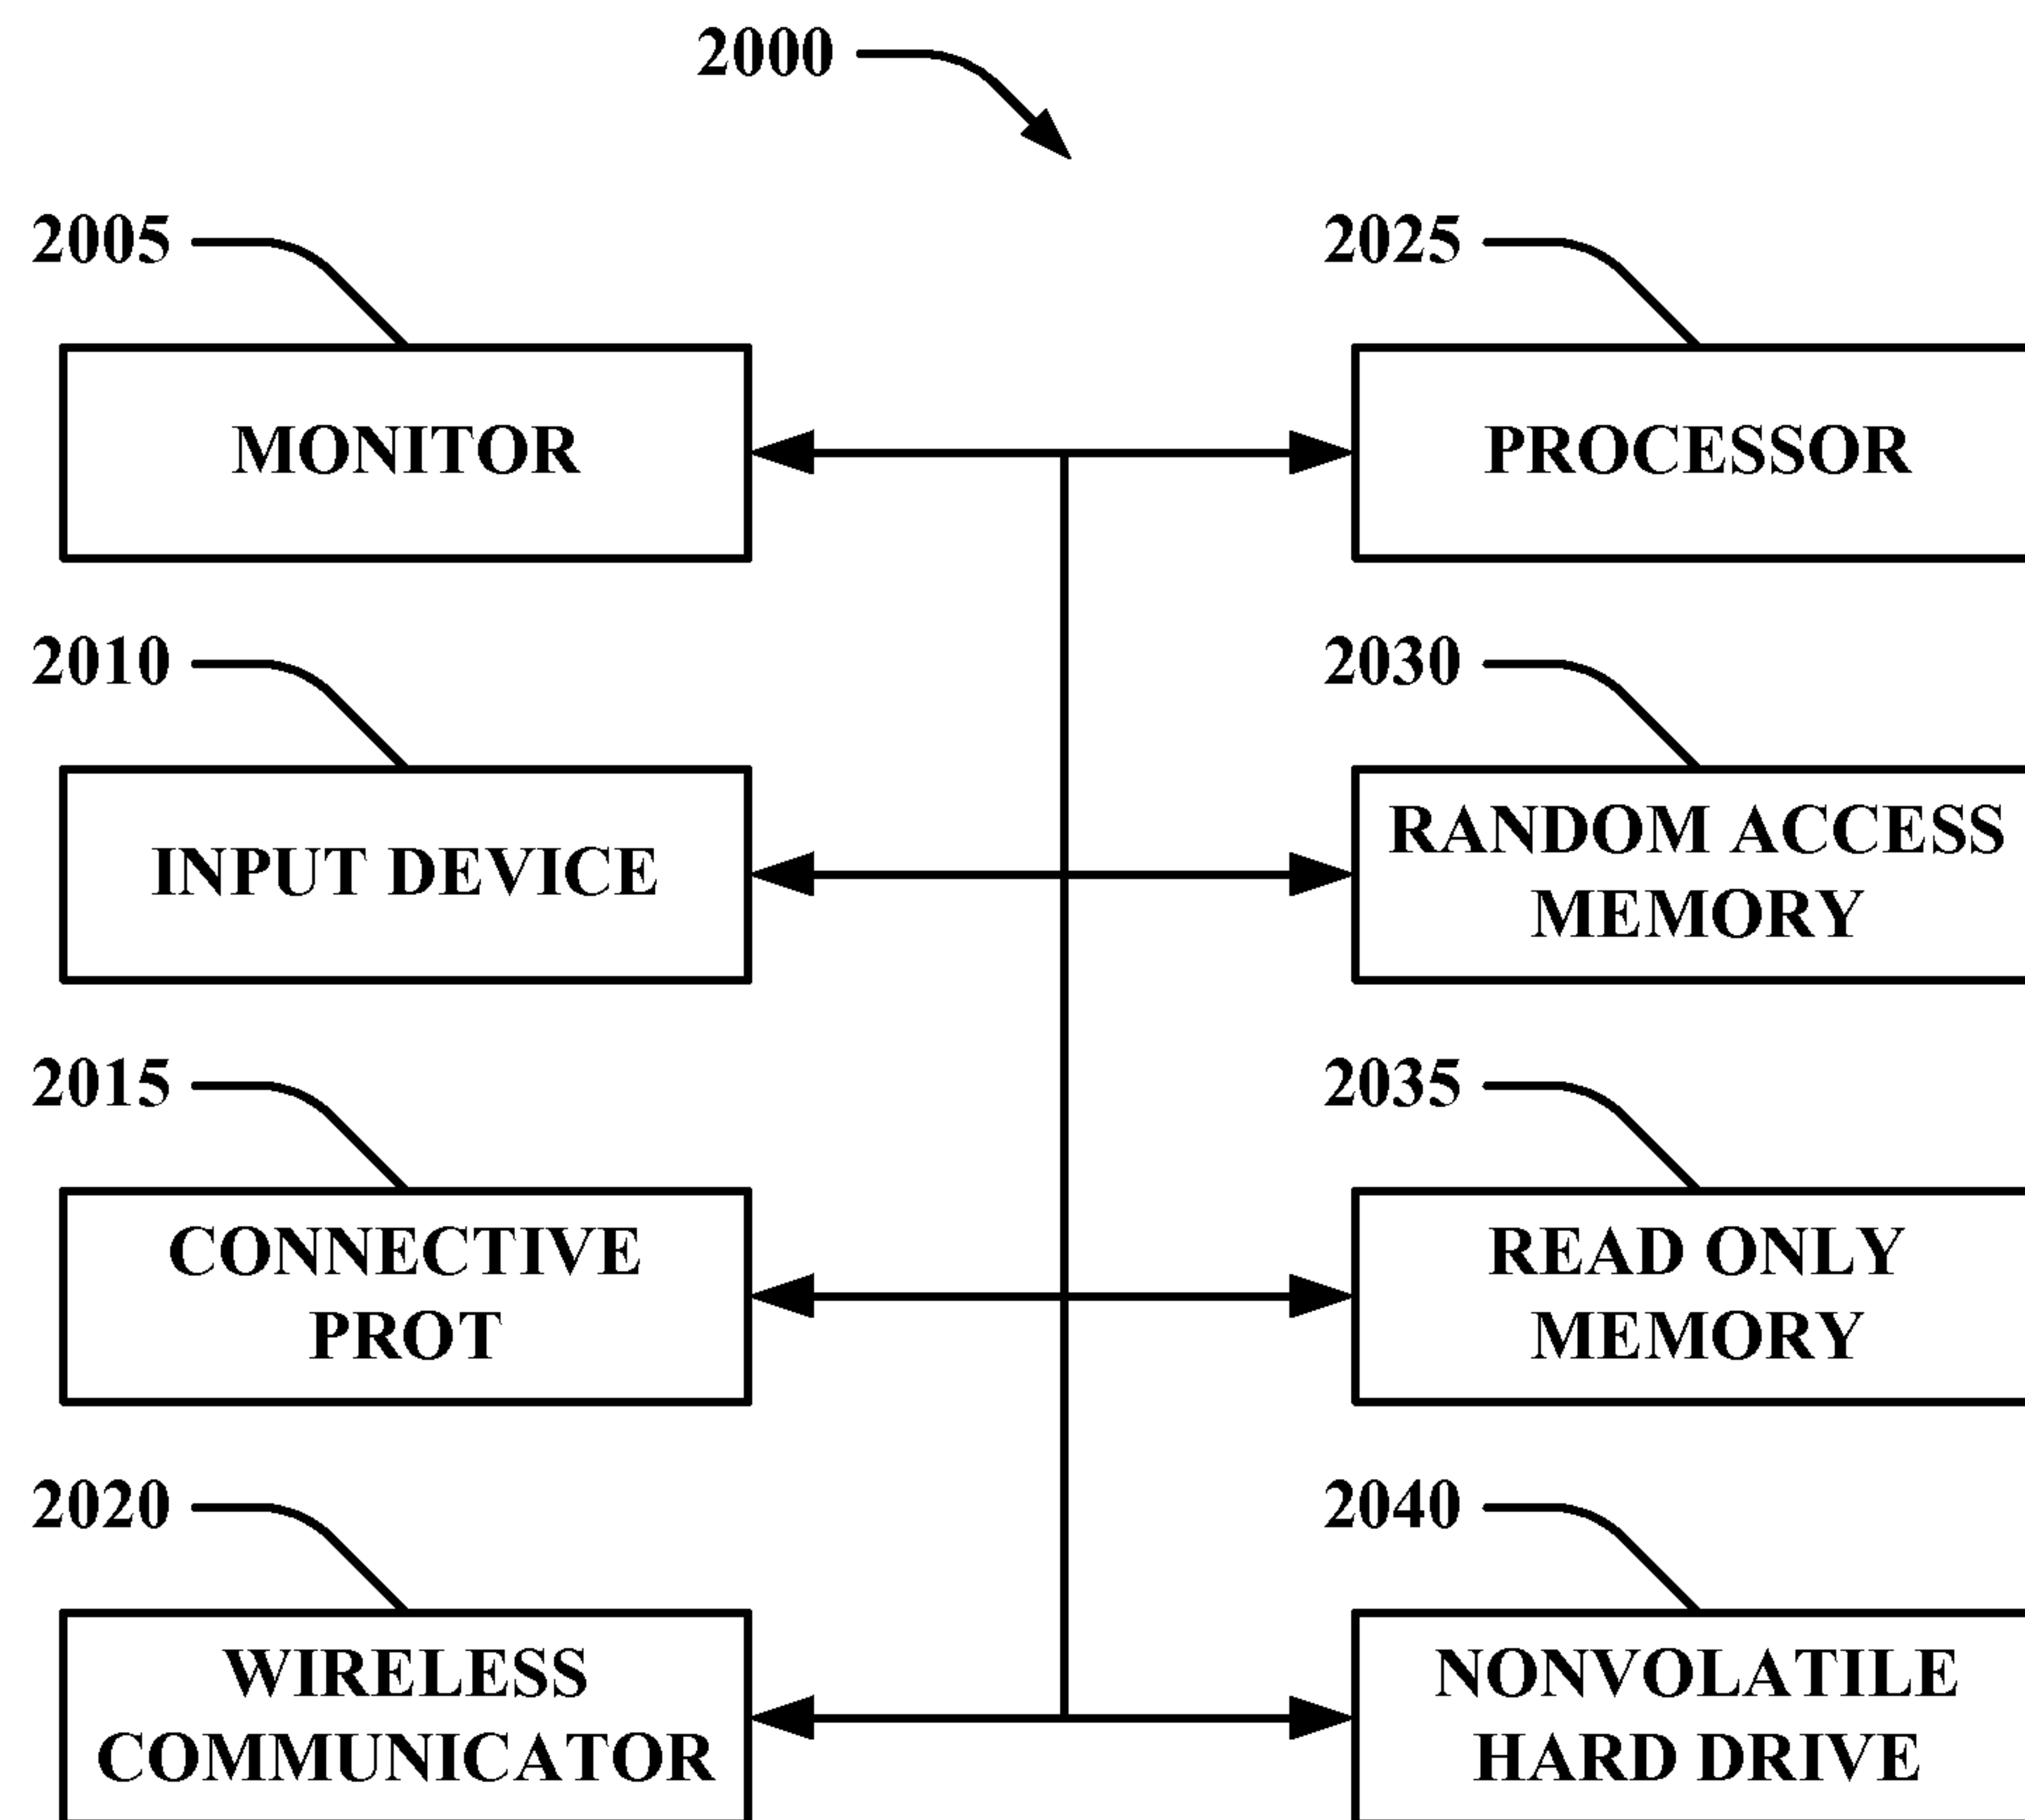 2000
2005
2025
MONITOR
PROCESSOR
2010
2030
INPUT DEVICE
RANDOM ACCESS
MEMORY
2015
2035
CONNECTIVE
PROT
READ ONLY
MEMORY
2020
2040
WIRELESS
COMMUNICATOR
NONVOLATILE
HARD DRIVE